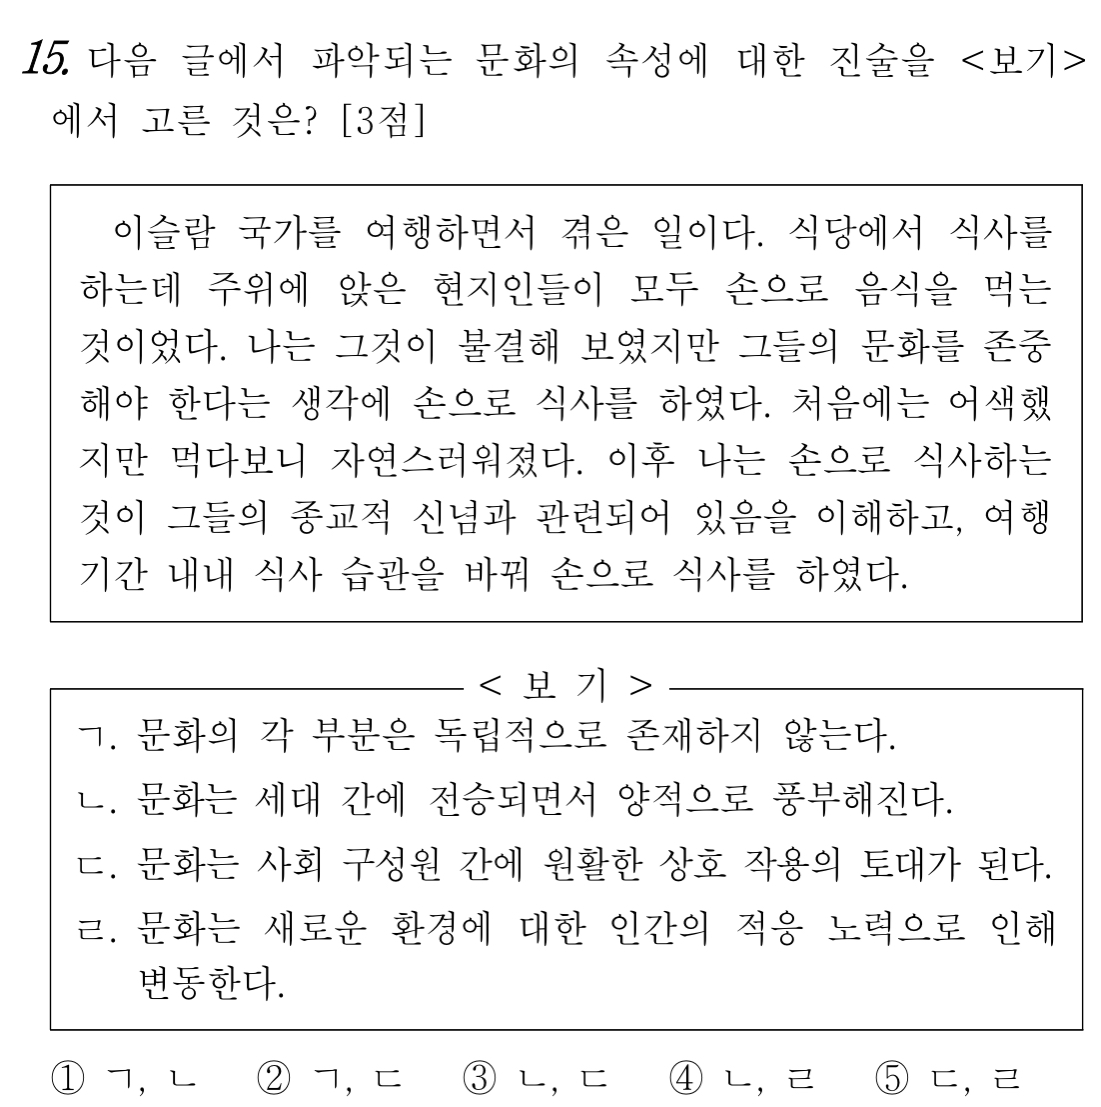 15. 다음 글에서 파악되는 문화의 속성에 대한 진술을 <보기>
에서 고른 것은? [3점]
이슬람 국가를 여행하면서 겪은 일이다. 식당에서 식사를
하는데 주위에 앉은 현지인들이 모두 손으로 음식을 먹는
것이었다. 나는 그것이 불결해 보였지만 그들의 문화를 존중
해야 한다는 생각에 손으로 식사를 하였다. 처음에는 어색했
지만 먹다보니 자연스러워졌다. 이후 나는 손으로 식사하는
것이 그들의 종교적 신념과 관련되어 있음을 이해하고, 여행
기간 내내 식사 습관을 바꿔 손으로 식사를 하였다.
< 보 기 >
ㄱ. 문화의 각 부분은 독립적으로 존재하지 않는다.
ㄴ. 문화는 세대 간에 전승되면서 양적으로 풍부해진다.
ㄷ. 문화는 사회 구성원 간에 원활한 상호 작용의 토대가 된다.
ㄹ. 문화는 새로운 환경에 대한 인간의 적응 노력으로 인해
변동한다.
① ㄱ, ㄴ ② ㄱ, ㄷ ③ ㄴ, ㄷ ④ ㄴ, ㄹ ⑤ ㄷ, ㄹ